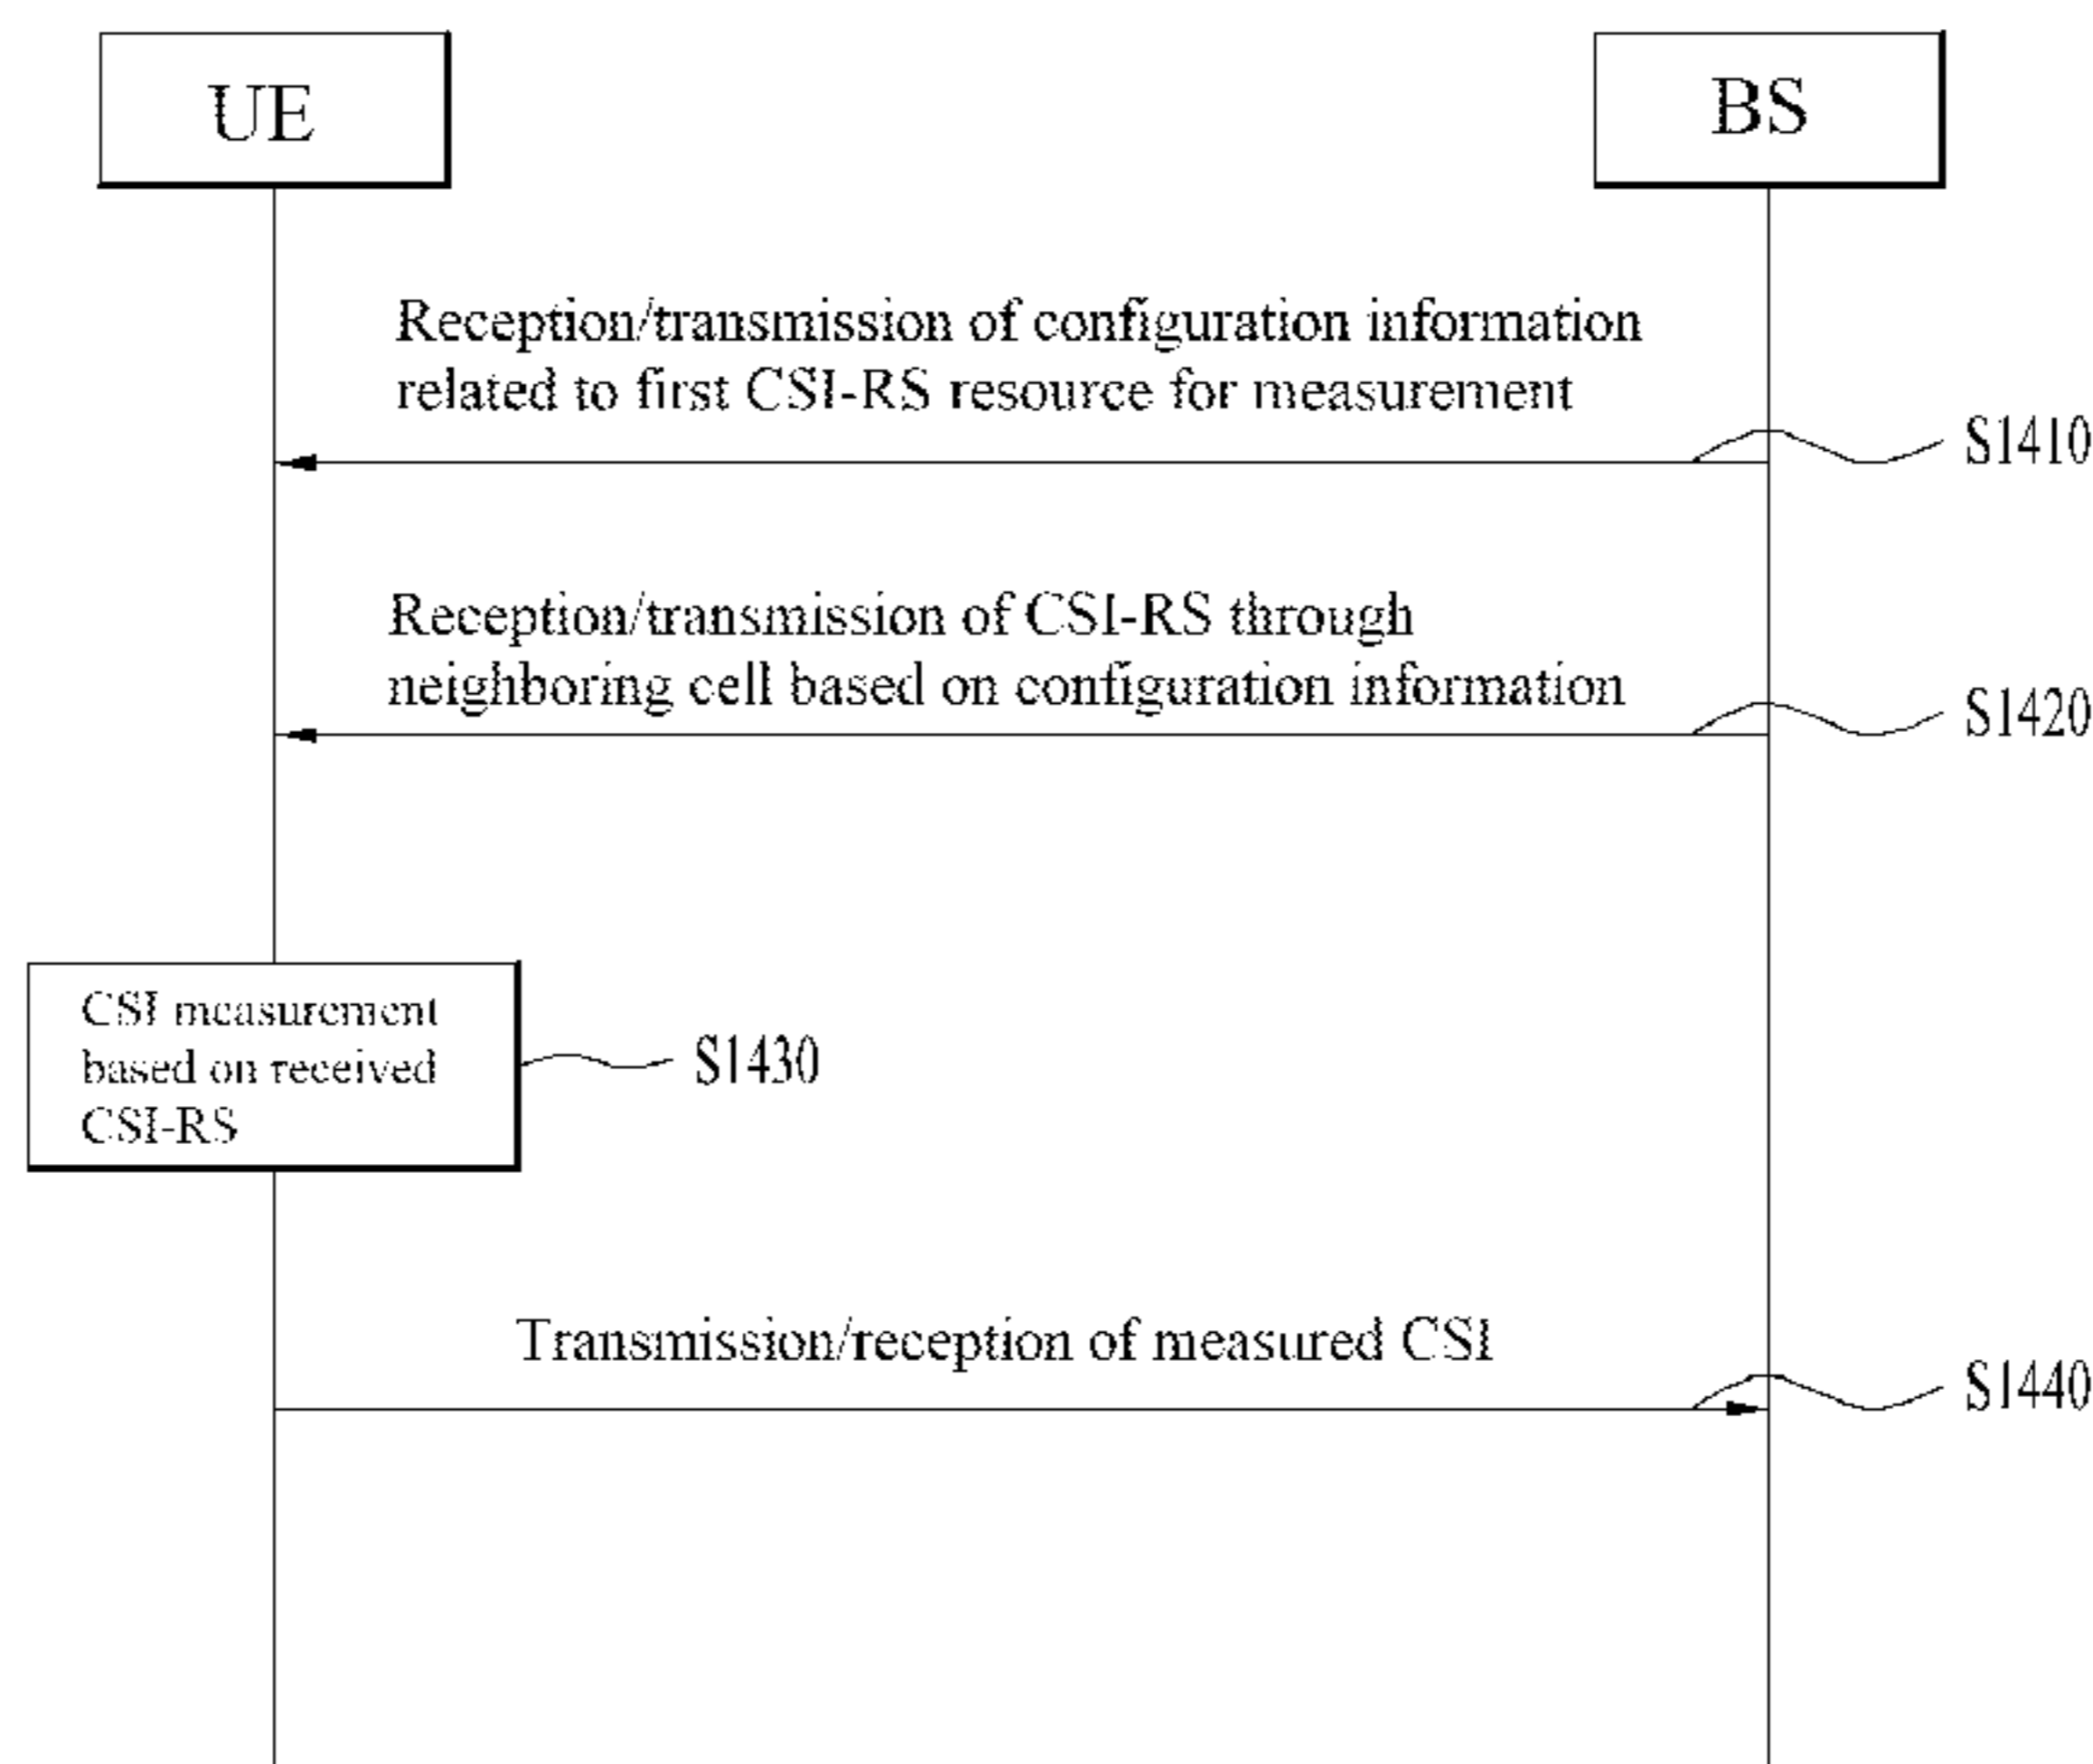 UE
BS
Reception/transmission of configuration information
related to first CSI-RS resource for measurement
S1410
Reception/transmission of CSI-RS through
neighboring cell based on configuration information
S1420
CSI measurement
based on received
CSI-RS
S1430
Transmission/reception of measured CSI
S1440